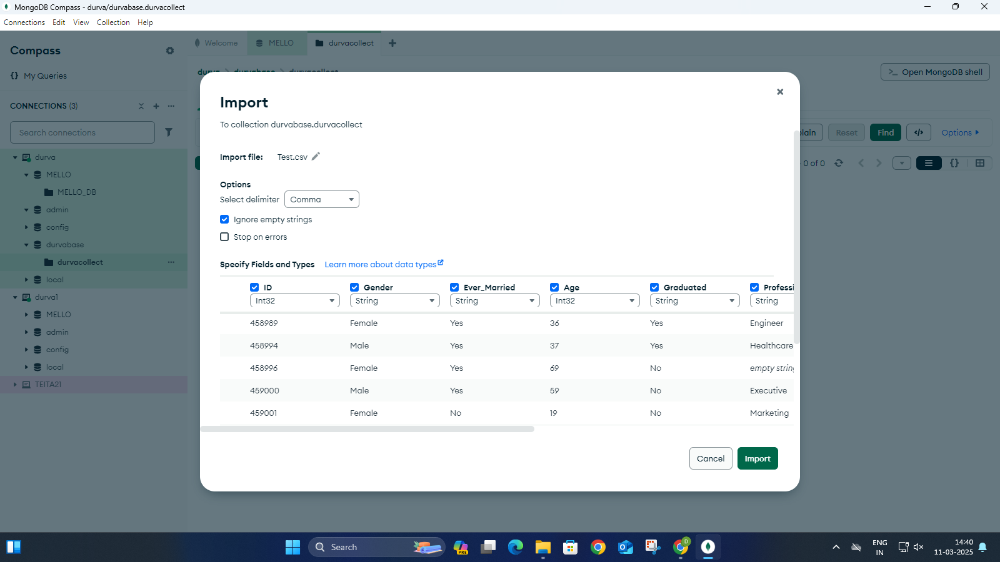 MongoDB Compass - durva/durvabase.durvacollect
Connections Edit View Collection Help
Compass
{} My Queries
CONNECTIONS (3)
Search connections
durva
MELLO
MELLO_DB
admin
config
durvabase
durvacollect
local
durva1
MELLO
admin
config
local
TEITA21
Welcome MELLO durvacollect
durva durvabase durvacollect
>_ Open MongoDB shell
Reset Find </> Options
0 of 0
{}
Import
To collection durvabase.durvacollect
Import file: Test.csv
Options
Select delimiter Comma
Ignore empty strings
Stop on errors
Specify Fields and Types Learn more about data types
ID Gender Ever_Married Age Graduated Professi
Int32 String String Int32 String String
458989 Female Yes 36 Yes Engineer
458994 Male Yes 37 Yes Healthcare
458996 Female Yes 69 No empty string
459000 Male Yes 59 No Executive
459001 Female No 19 No Marketing
Cancel Import
Search
PRE
D
ENG
IN
14:40
11-03-2025